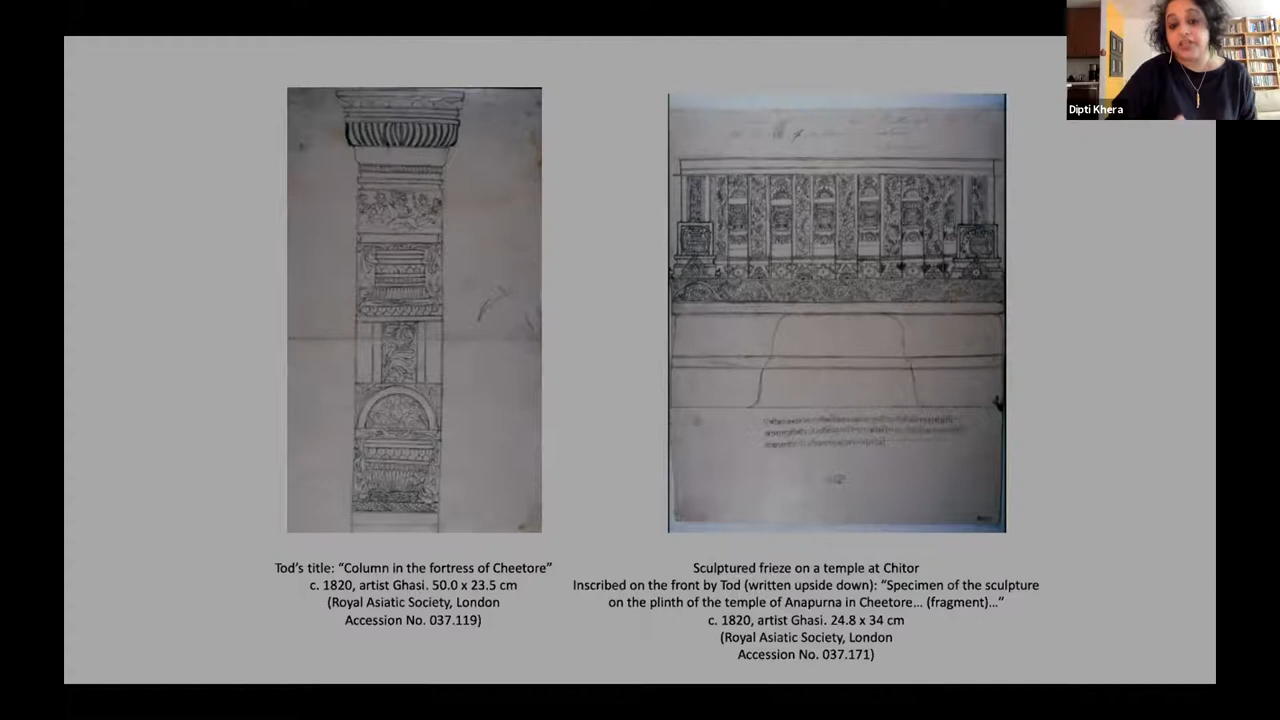 Dipti Khera
Tod's title: “Column in the fortress of Cheetore”
c. 1820, artist Ghasi. 50.0 x 23.5 cm
(Royal Asiatic Society, London
Accession No. 037.119)
Sculptured frieze on a temple at Chitor
Inscribed on the front by Tod (written upside down): “Specimen of the sculpture
on the plinth of the temple of Anapurna in Cheetore... (fragment)...”
c. 1820, artist Ghasi. 24.8 x 34 cm
(Royal Asiatic Society, London
Accession No. 037.171)